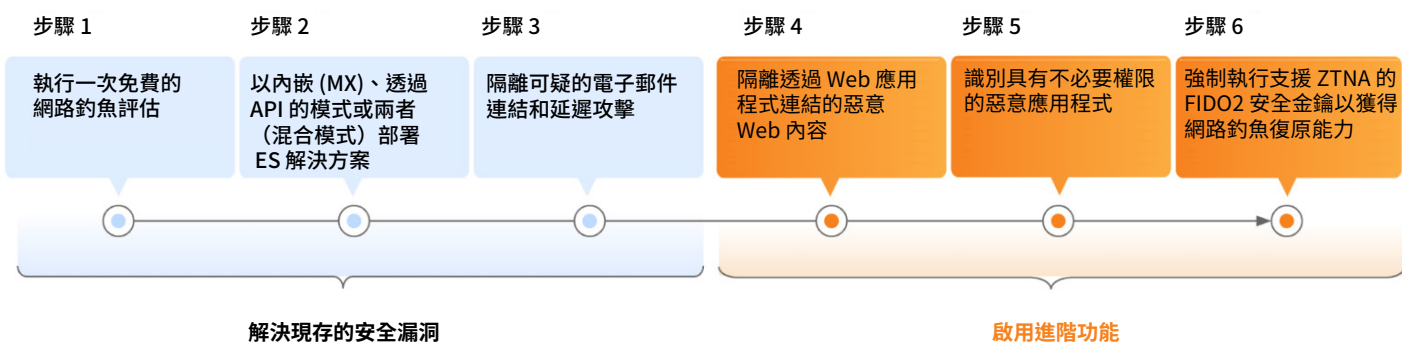 步驟 1
步驟 2
步驟 3
步驟 4
步驟 5
步驟 6
執行一次免費的
網路釣魚評估
以內嵌 (MX)、透過
API 的模式或兩者
（混合模式）部署
ES 解決方案
隔離可疑的電子郵件
連結和延遲攻擊
隔離透過 Web 應用
程式連結的惡意
Web 內容
識別具有不必要權限
的惡意應用程式
強制執行支援 ZTNA 的
FIDO2 安全金鑰以獲得
網路釣魚復原能力
解決現存的安全漏洞
啟用進階功能